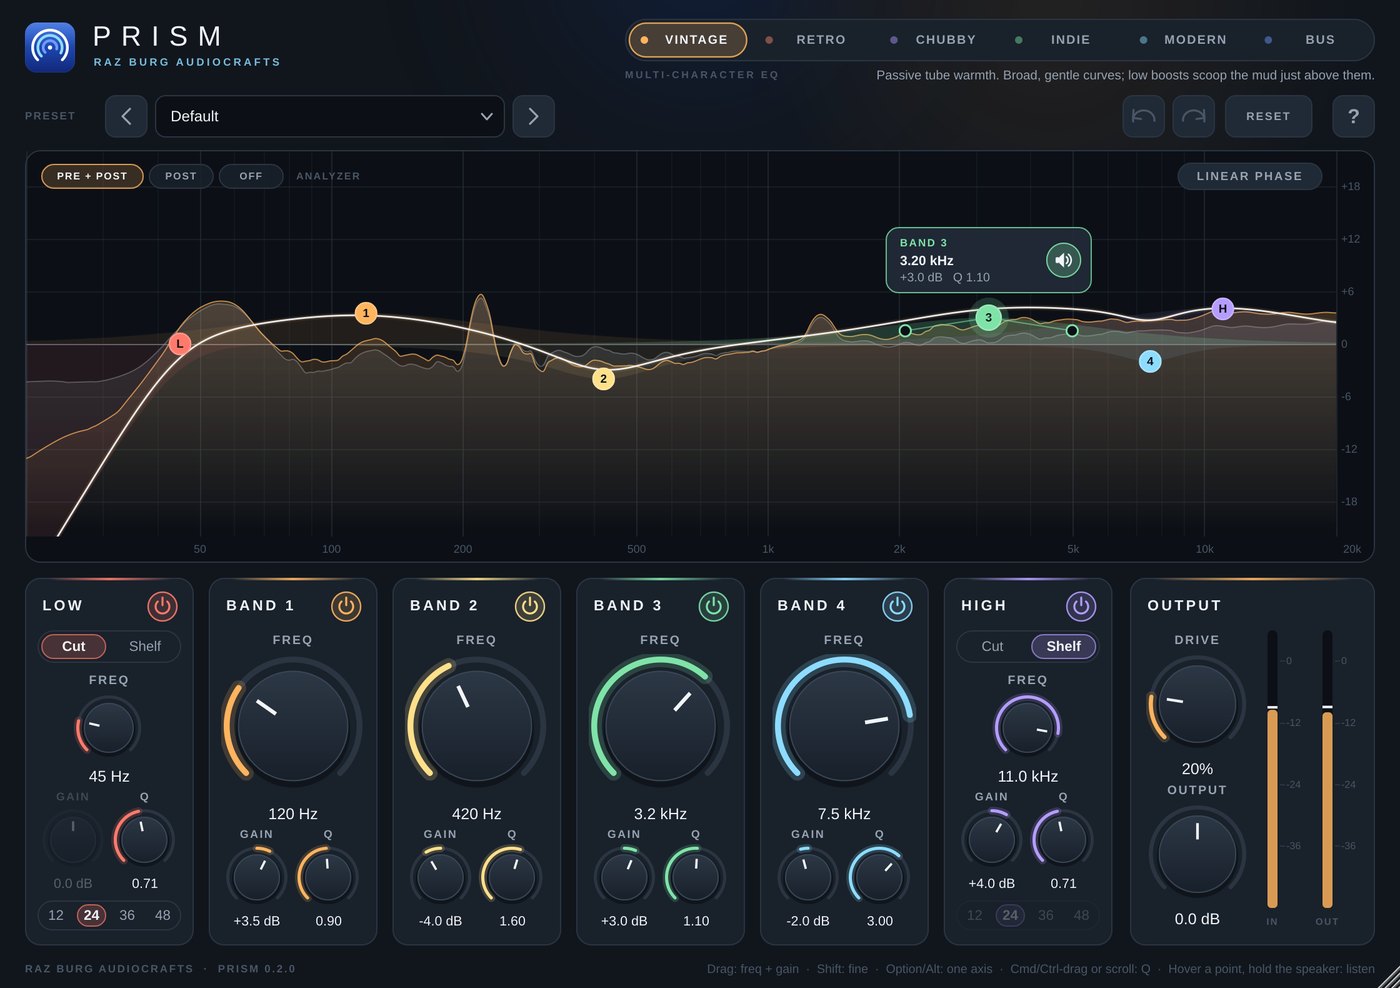 PRISM
RAZ BURG AUDIOCRAFTS
VINTAGE RETRO CHUBBY INDIE MODERN BUS
MULTI-CHARACTER EQ
Passive tube warmth. Broad, gentle curves; low boosts scoop the mud just above them.
PRESET
Default
RESET
?
PRE + POST POST OFF ANALYZER
LINEAR PHASE
+18
+12
+6
0
-6
-12
-18
BAND 3
3.20 kHz
+3.0 dB Q 1.10
L
1
2
3
4
H
50 100 200 500 1k 2k 5k 10k 20k
LOW
Cut Shelf
FREQ
45 Hz
GAIN Q
0.0 dB 0.71
12 24 36 48
BAND 1
FREQ
120 Hz
GAIN Q
+3.5 dB 0.90
BAND 2
FREQ
420 Hz
GAIN Q
-4.0 dB 1.60
BAND 3
FREQ
3.2 kHz
GAIN Q
+3.0 dB 1.10
BAND 4
FREQ
7.5 kHz
GAIN Q
-2.0 dB 3.00
HIGH
Cut Shelf
FREQ
11.0 kHz
GAIN Q
+4.0 dB 0.71
12 24 36 48
OUTPUT
DRIVE
20%
OUTPUT
0.0 dB
0 0
-12 -12
-24 -24
-36 -36
IN OUT
RAZ BURG AUDIOCRAFTS · PRISM 0.2.0
Drag: freq + gain · Shift: fine · Option/Alt: one axis · Cmd/Ctrl-drag or scroll: Q · Hover a point, hold the speaker: listen